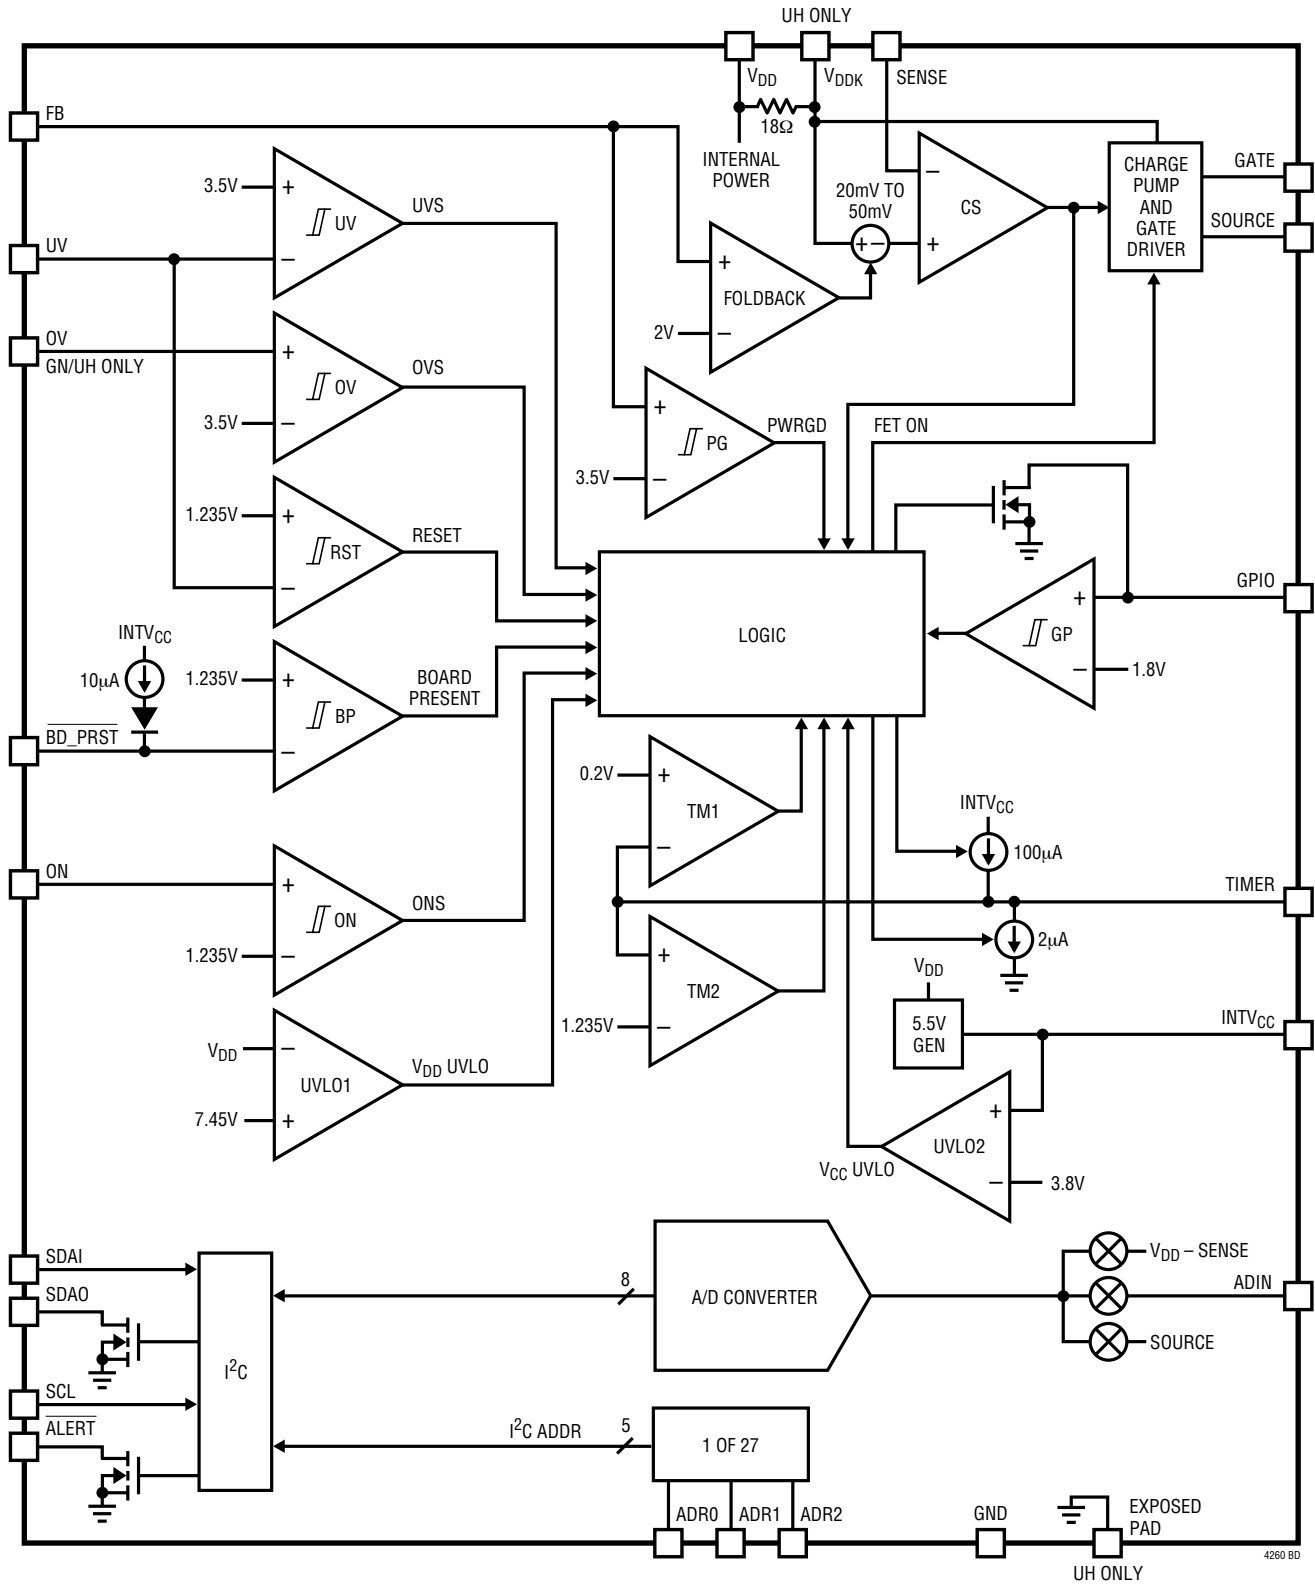 UH ONLY
VDD
VDDK
SENSE
FB
18Ω
INTERNAL
POWER
20mV TO
50mV
+
−
−
+
CS
CHARGE
PUMP
AND
GATE
DRIVER
GATE
SOURCE
3.5V
+
UV
UVS
UV
−
+
FOLDBACK
2V
−
OV
GN/UH ONLY
+
OV
OVS
3.5V
−
+
PG
PWRGD
3.5V
−
FET ON
1.235V
+
RST
RESET
−
LOGIC
+
GP
GPIO
−
1.8V
INTVCC
10µA
1.235V
+
BP
BOARD
PRESENT
BD_PRST
−
0.2V
+
TM1
−
INTVCC
100µA
ON
+
ON
ONS
1.235V
−
TIMER
+
TM2
1.235V
−
2µA
VDD
5.5V
GEN
INTVCC
VDD
−
UVLO1
VDD UVLO
7.45V
+
+
UVLO2
VCC UVLO
−
3.8V
SDAI
SDAO
SCL
ALERT
I²C
8
A/D CONVERTER
VDD – SENSE
ADIN
SOURCE
I²C ADDR
5
1 OF 27
ADR0
ADR1
ADR2
GND
EXPOSED
PAD
UH ONLY
4260 BD